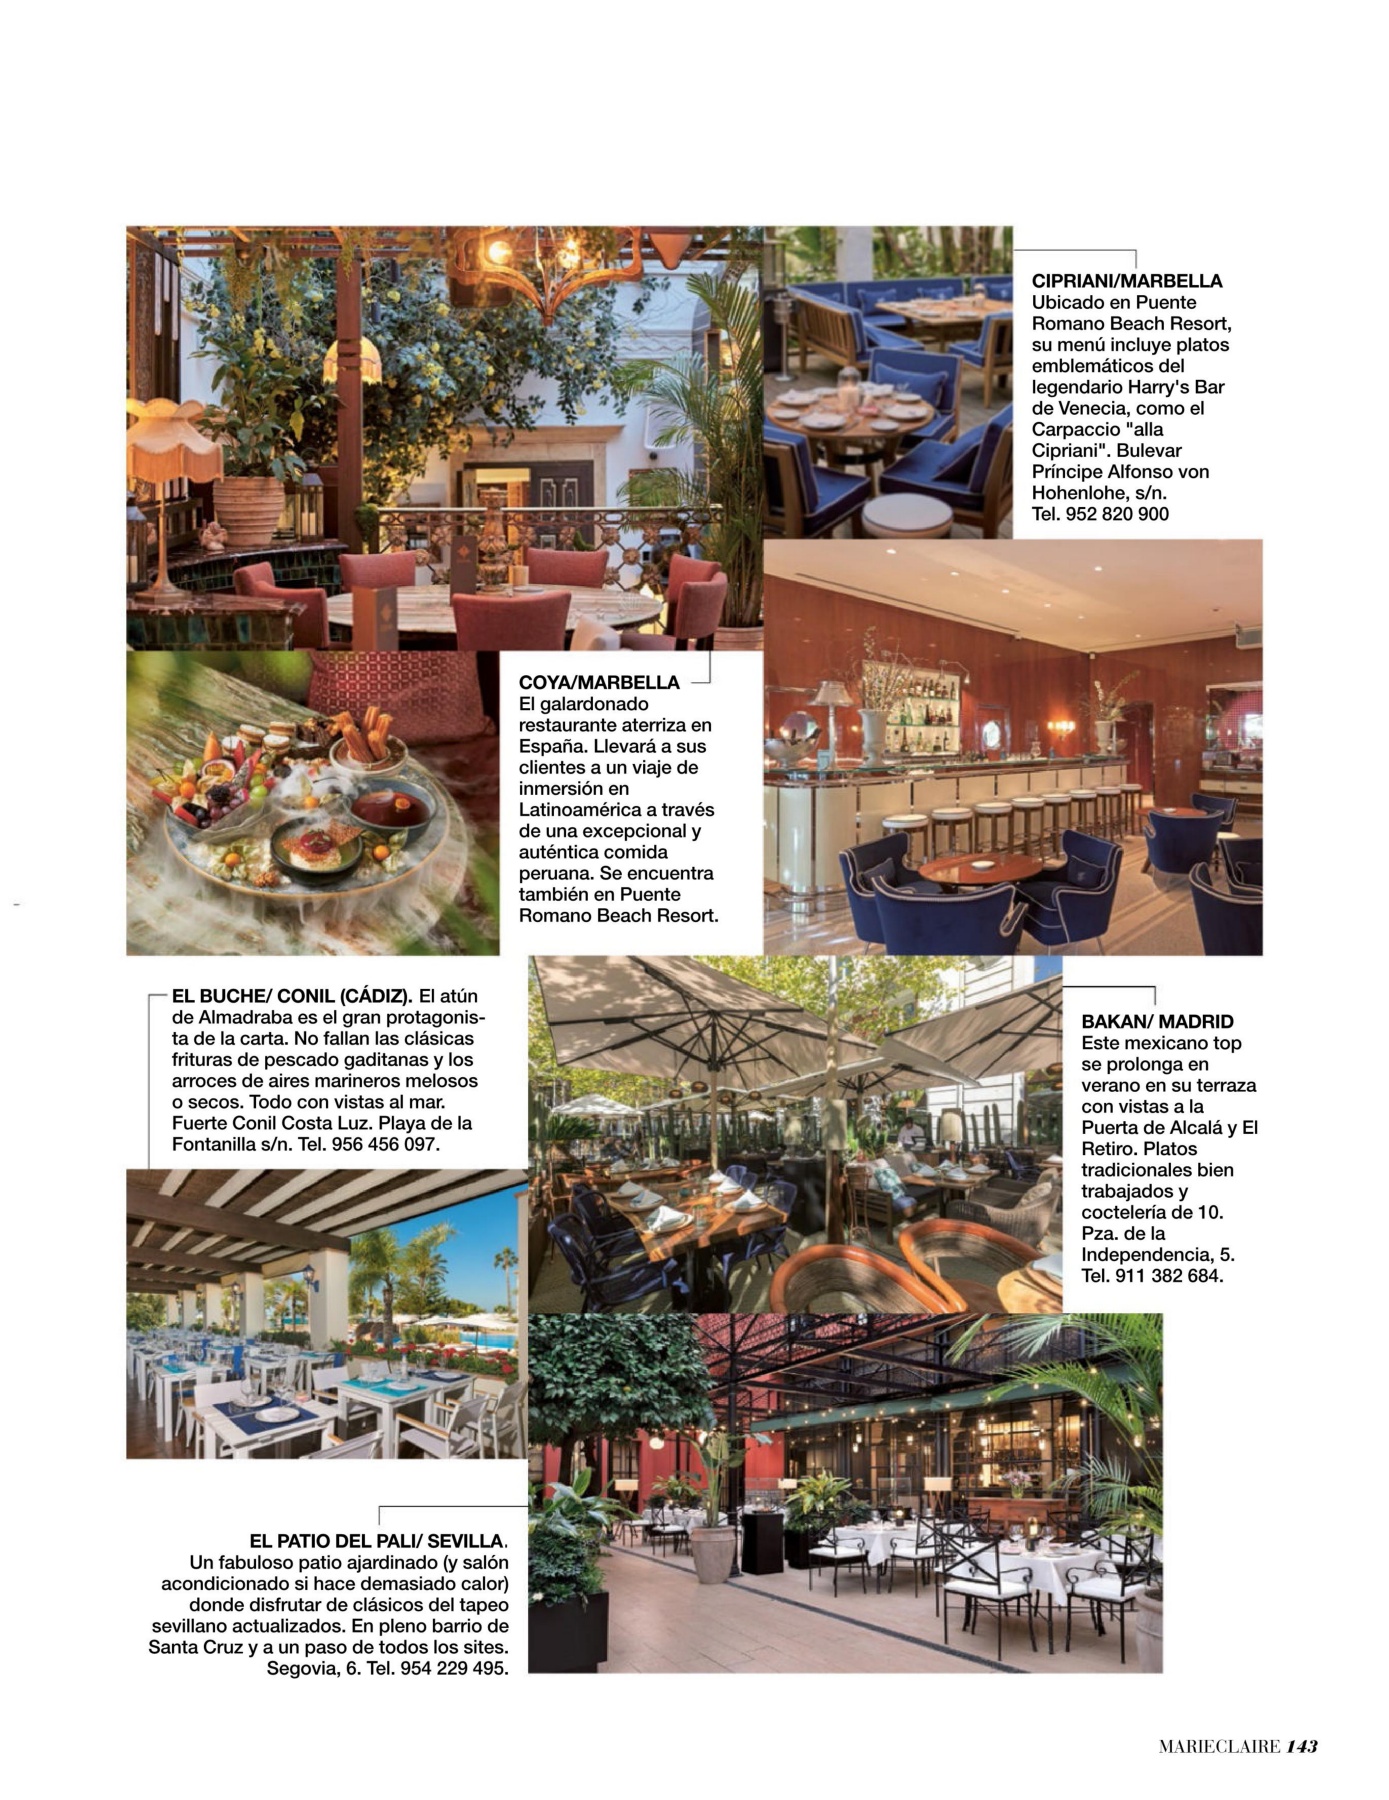 CIPRIANI/MARBELLA
Ubicado en Puente
Romano Beach Resort,
su menú incluye platos
emblemáticos del
legendario Harry's Bar
de Venecia, como el
Carpaccio "alla
Cipriani". Bulevar
Príncipe Alfonso von
Hohenlohe, s/n.
Tel. 952 820 900
COYA/MARBELLA
El galardonado
restaurante aterriza en
España. Llevará a sus
clientes a un viaje de
inmersión en
Latinoamérica a través
de una excepcional y
auténtica comida
peruana. Se encuentra
también en Puente
Romano Beach Resort.
EL BUCHE/ CONIL (CÁDIZ). El atún
de Almadraba es el gran protagonis-
ta de la carta. No fallan las clásicas
frituras de pescado gaditanas y los
arroces de aires marineros melosos
o secos. Todo con vistas al mar.
Fuerte Conil Costa Luz. Playa de la
Fontanilla s/n. Tel. 956 456 097.
BAKAN/ MADRID
Este mexicano top
se prolonga en
verano en su terraza
con vistas a la
Puerta de Alcalá y El
Retiro. Platos
tradicionales bien
trabajados y
coctelería de 10.
Pza. de la
Independencia, 5.
Tel. 911 382 684.
EL PATIO DEL PALI/ SEVILLA.
Un fabuloso patio ajardinado (y salón
acondicionado si hace demasiado calor)
donde disfrutar de clásicos del tapeo
sevillano actualizados. En pleno barrio de
Santa Cruz y a un paso de todos los sites.
Segovia, 6. Tel. 954 229 495.
MARIECLAIRE 143